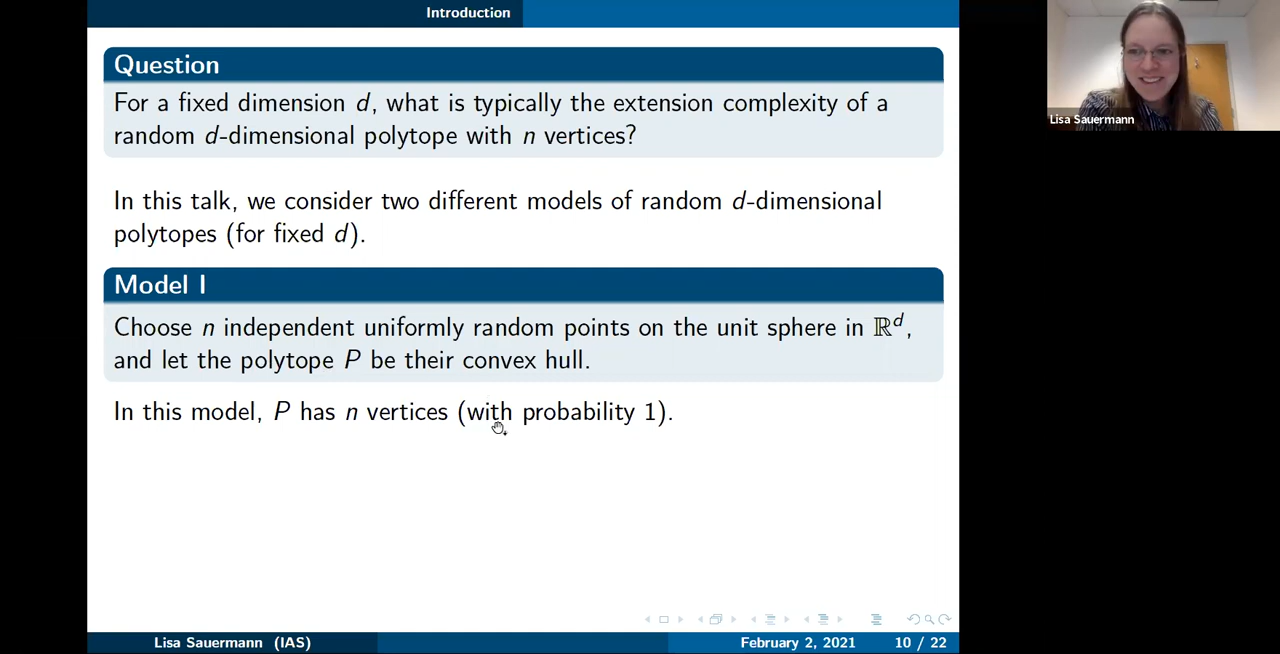 Introduction
Question
For a fixed dimension d, what is typically the extension complexity of a
random d-dimensional polytope with n vertices?
In this talk, we consider two different models of random d-dimensional
polytopes (for fixed d).
Model I
Choose n independent uniformly random points on the unit sphere in ℝᵈ,
and let the polytope P be their convex hull.
In this model, P has n vertices (with probability 1).
Lisa Sauermann (IAS)
February 2, 2021
10 / 22
Lisa Sauermann